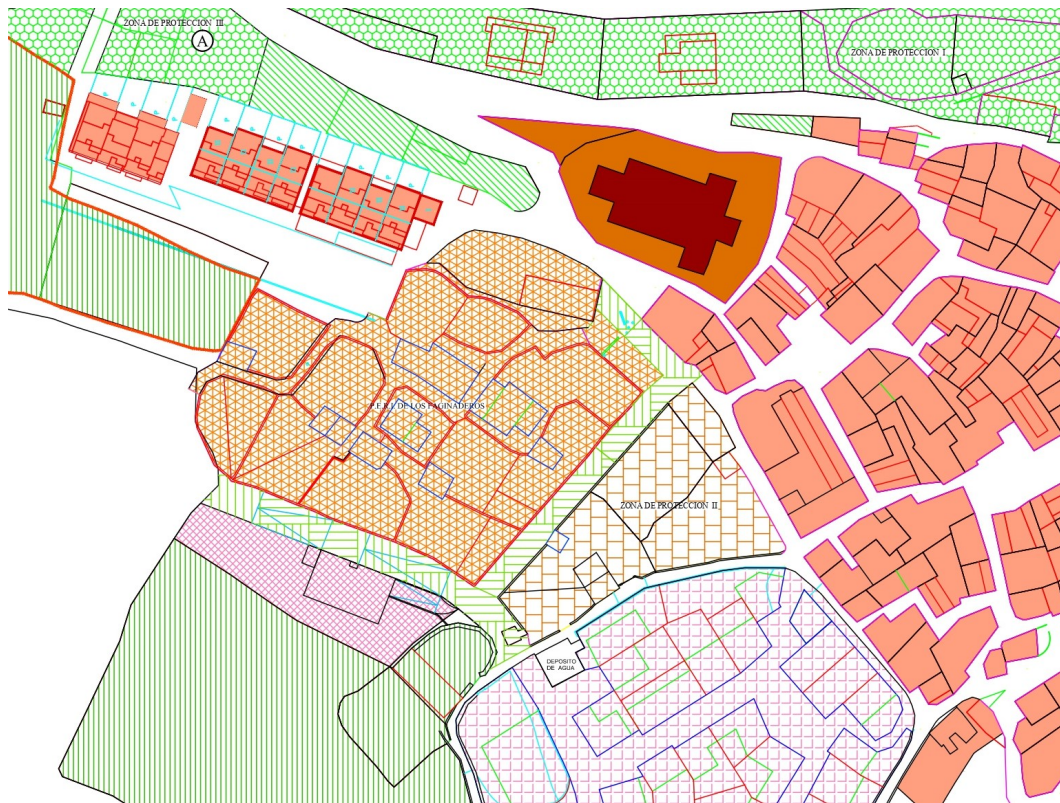 ZONA DE PROTECCION III
A
ZONA DE PROTECCION I
P.E.R.I. DE LOS PAGINADEROS
ZONA DE PROTECCION II
DEPOSITO
DE AGUA